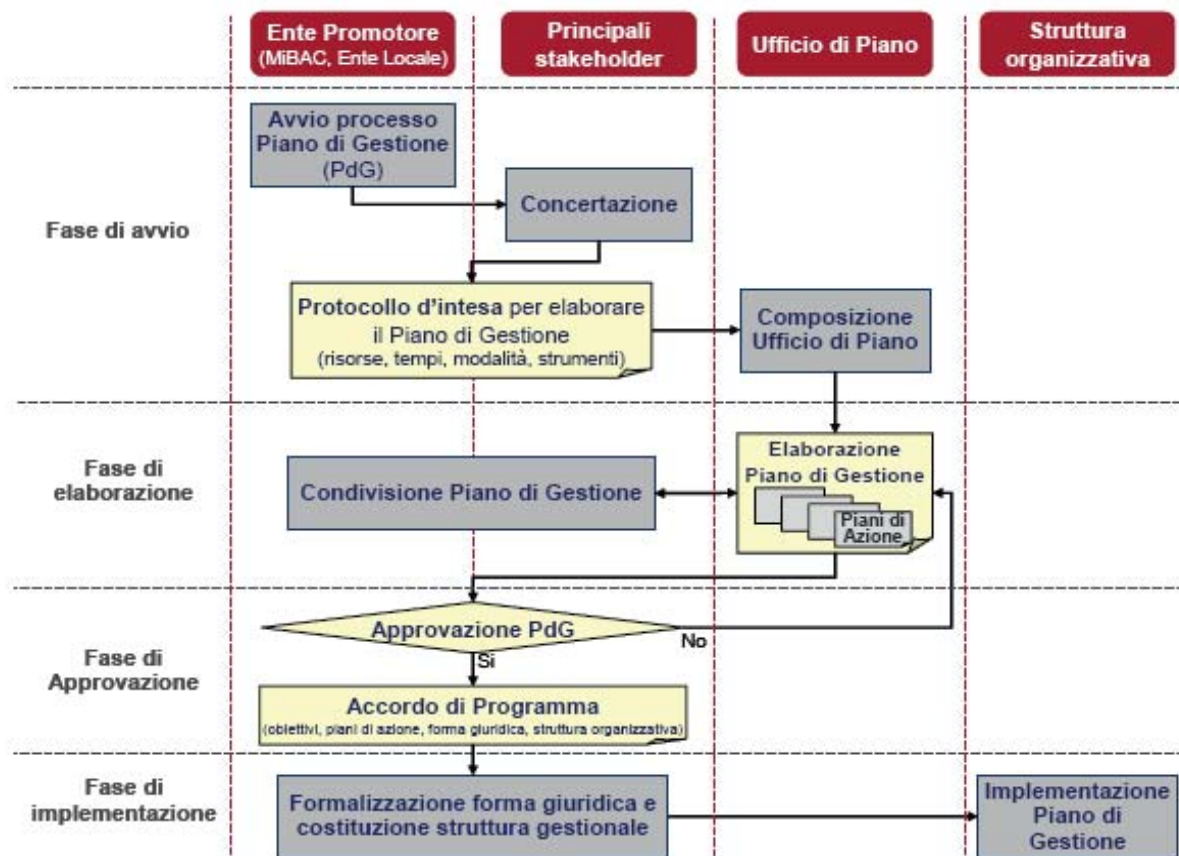 Ente Promotore
(MiBAC, Ente Locale)
Principali
stakeholder
Ufficio di Piano
Struttura
organizzativa
Fase di avvio
Avvio processo
Piano di Gestione
(PdG)
Concertazione
Protocollo d'intesa per elaborare
il Piano di Gestione
(risorse, tempi, modalità, strumenti)
Composizione
Ufficio di Piano
Fase di
elaborazione
Condivisione Piano di Gestione
Elaborazione
Piano di Gestione
Piani di
Azione
Fase di
Approvazione
Approvazione PdG
No
Si
Accordo di Programma
(obiettivi, piani di azione, forma giuridica, struttura organizzativa)
Fase di
implementazione
Formalizzazione forma giuridica e
costituzione struttura gestionale
Implementazione
Piano di
Gestione